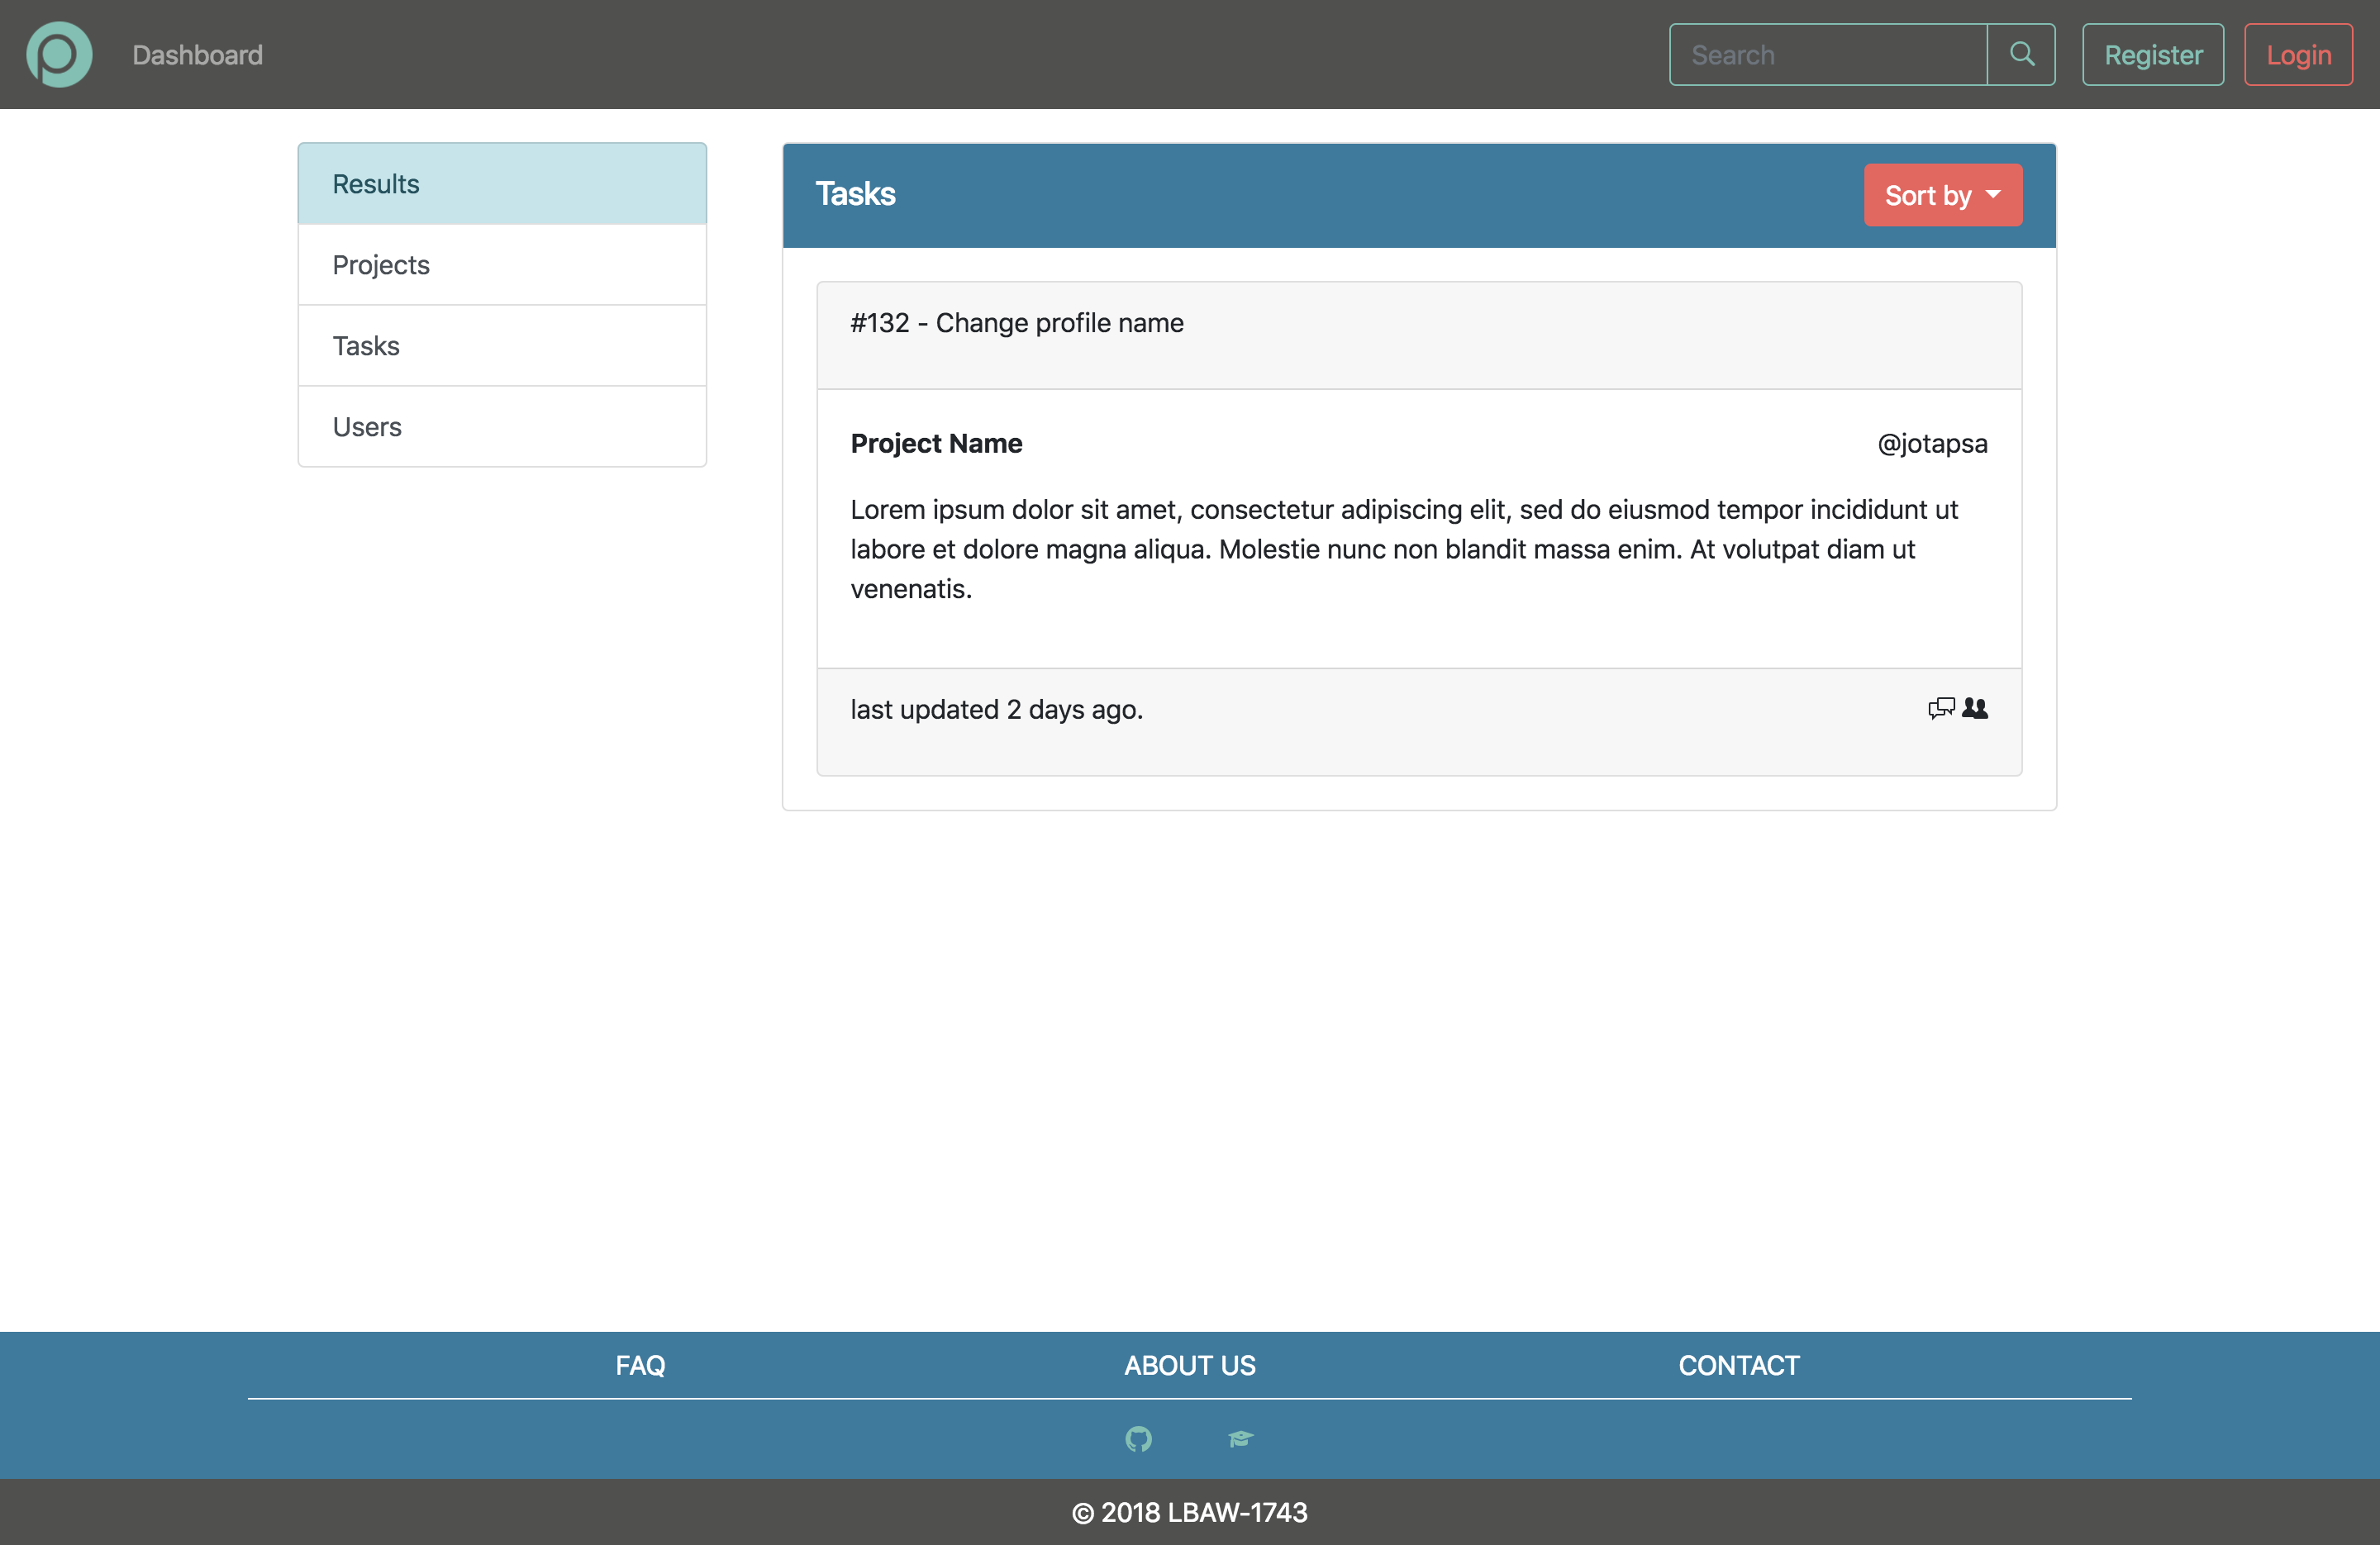 Dashboard
Search
Register
Login
Results
Projects
Tasks
Users
Tasks
Sort by
#132 - Change profile name
Project Name
@jotapsa
Lorem ipsum dolor sit amet, consectetur adipiscing elit, sed do eiusmod tempor incididunt ut
labore et dolore magna aliqua. Molestie nunc non blandit massa enim. At volutpat diam ut
venenatis.
last updated 2 days ago.
FAQ
ABOUT US
CONTACT
© 2018 LBAW-1743